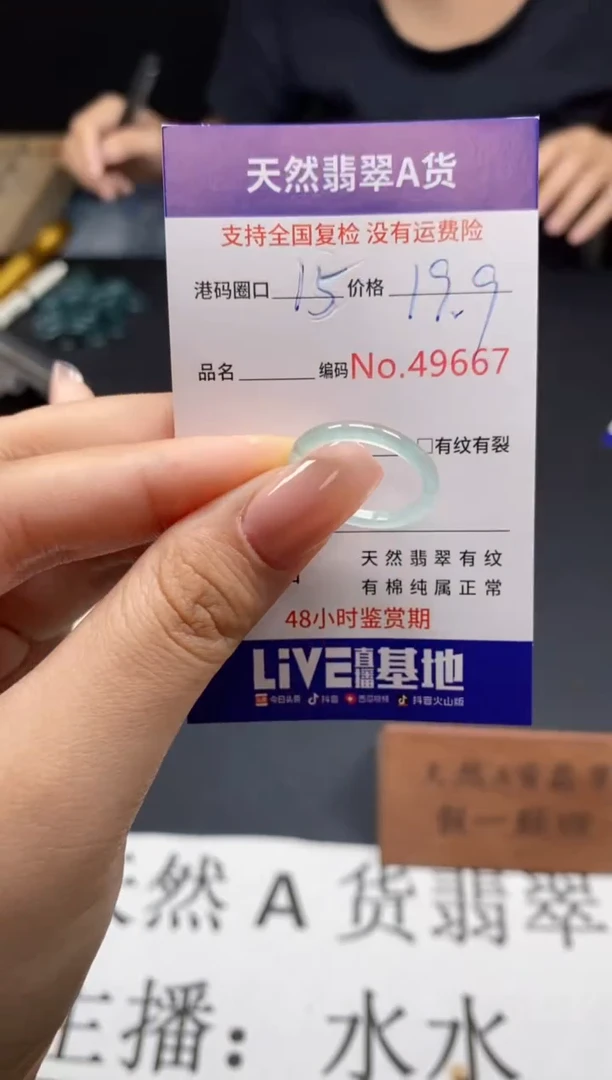 天然翡翠A货
支持全国复检 没有运费险
港码圈口 15 价格 19.9
品名 编码 No.49667
□有纹有裂
天然翡翠有纹
有棉纯属正常
48小时鉴赏期
LiVE直播基地
今日头条 抖音 西瓜视频 抖音火山版
天然A货翡翠
主播：水水